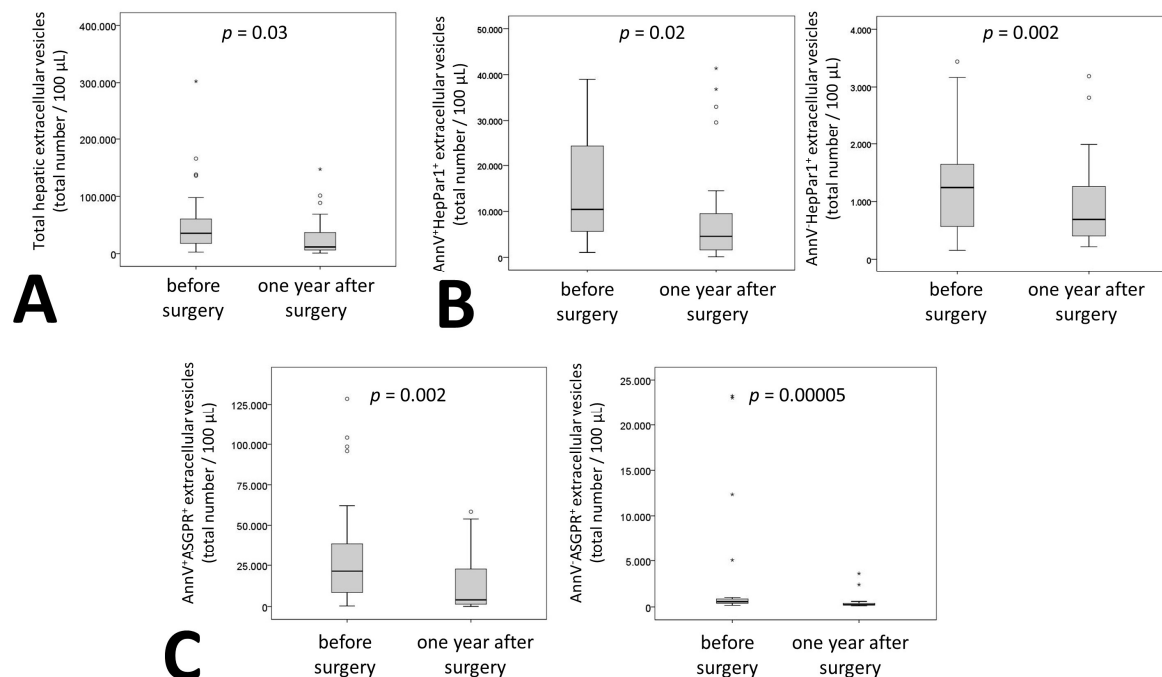 Total hepatic extracellular vesicles
(total number / 100 µL)
400.000
300.000
200.000
100.000
0
p = 0.03
before
surgery
one year after
surgery
A
AnnV⁺HepPar1⁺ extracellular vesicles
(total number / 100 µL)
50.000
40.000
30.000
20.000
10.000
0
p = 0.02
before
surgery
one year after
surgery
B
AnnV⁻HepPar1⁺ extracellular vesicles
(total number / 100 µL)
4.000
3.000
2.000
1.000
0
p = 0.002
before
surgery
one year after
surgery
AnnV⁺ASGPR⁺ extracellular vesicles
(total number / 100 µL)
125.000
100.000
75.000
50.000
25.000
0
p = 0.002
before
surgery
one year after
surgery
C
AnnV⁻ASGPR⁺ extracellular vesicles
(total number / 100 µL)
25.000
20.000
15.000
10.000
5.000
0
p = 0.00005
before
surgery
one year after
surgery